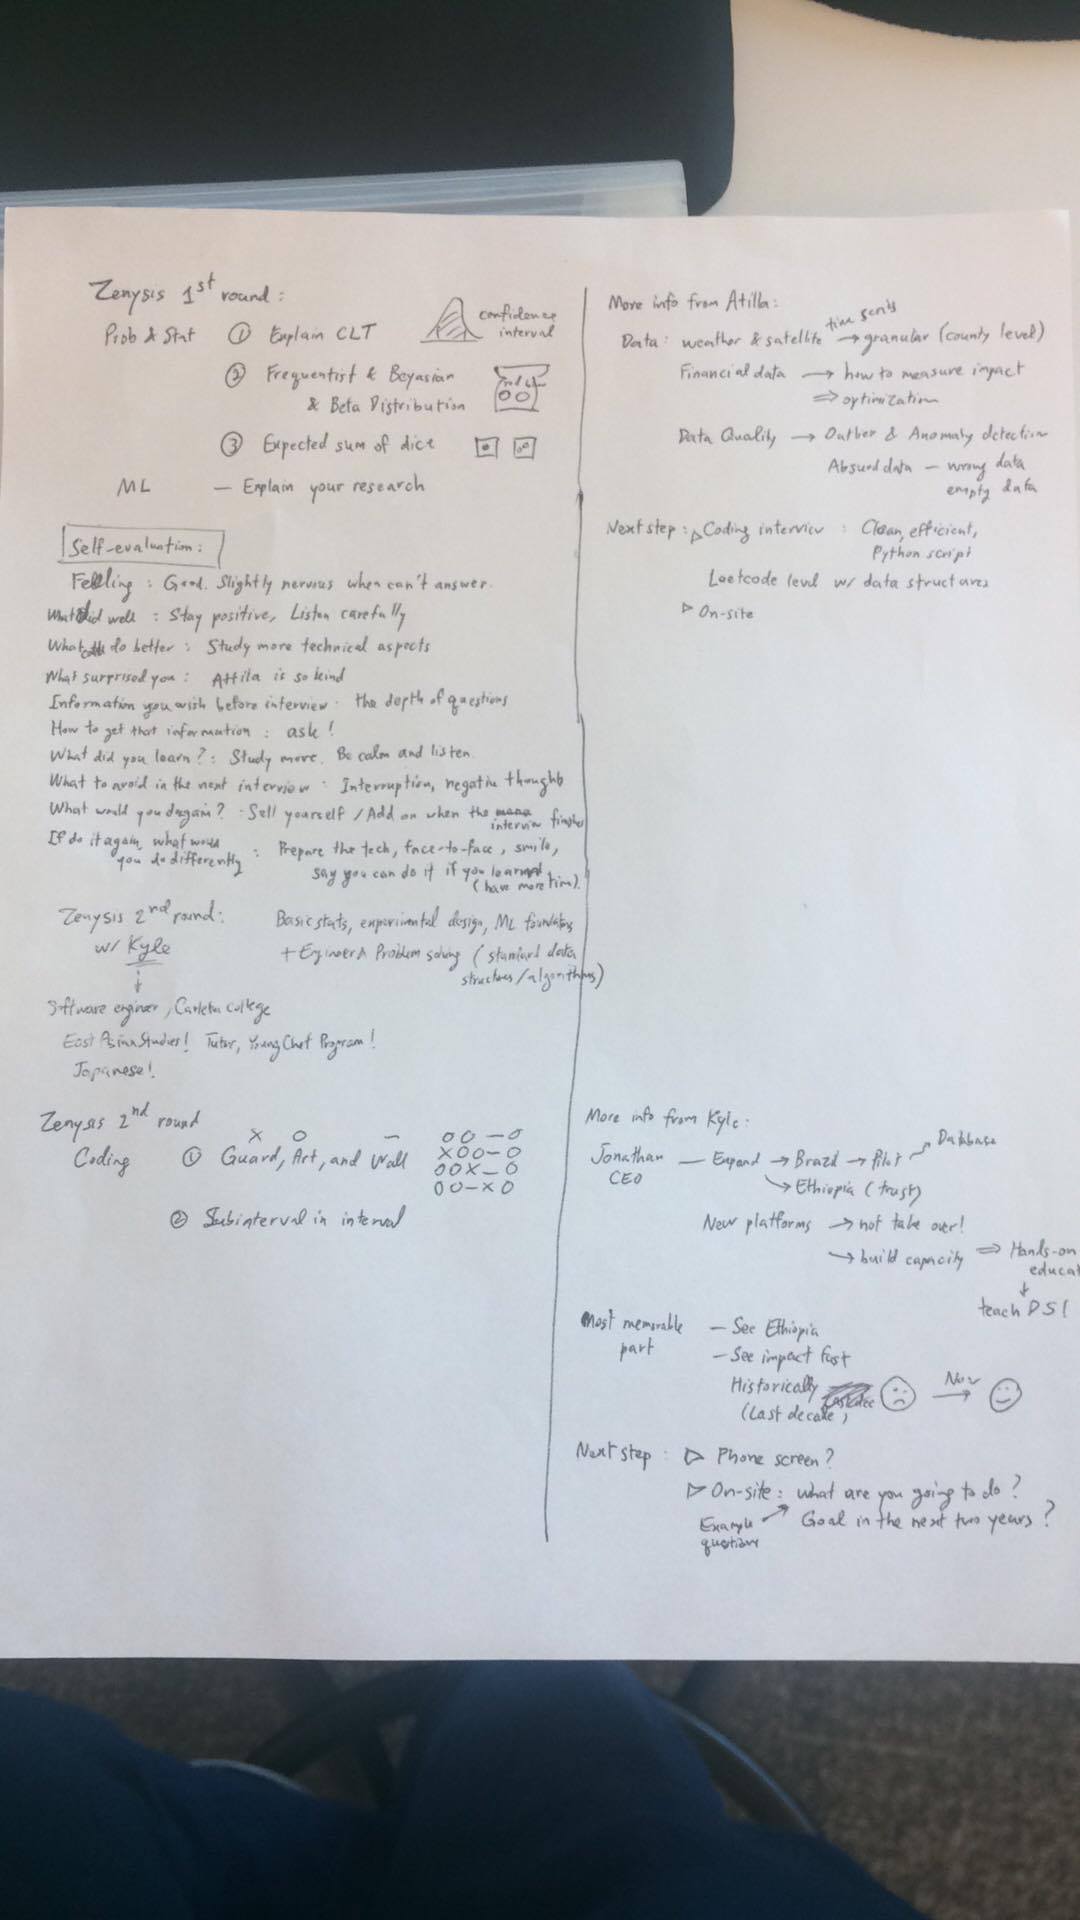 Zenysis 1st round :
Prob & Stat ① Explain CLT
confidence
interval
② Frequentist & Beyasian
& Beta Distribution
③ Expected sum of dice
ML — Explain your research
Self-evaluation :
Feeling : Good. Slightly nervous when can't answer.
What did well : Stay positive, Listen carefully
What do better : Study more technical aspects
What surprised you : Attila is so kind
Information you wish before interview : the depth of questions
How to get that information : ask!
What did you learn? : Study more. Be calm and listen.
What to avoid in the next interview : Interruption, negative thoughts
What would you do again? : Sell yourself / Add on when the interview finishes
If do it again, what would
you do differently : Prepare the tech, face-to-face, smile,
say you can do it if you learned
(have more time).
Zenysis 2nd round :
w/ Kyle
Basic stats, experimental design, ML foundations
+ Engineer & Problem solving (standard data
structures/algorithms)
Software engineer, Carleton college
East Asian Studies! Tutor, Young Chef Program!
Japanese!
Zenysis 2nd round
Coding ① Guard, Art, and Wall
X O —
O O — O
X O O — O
O O X — O
O O — X O
② Subinterval in interval
More info from Atilla :
Data : weather & satellite → granular (county level)
time series
Financial data → how to measure impact
⇒ optimization
Data Quality → Outlier & Anomaly detection
Absurd data — wrong data
empty data
Next step : ▷ Coding interview : Clean, efficient,
Python script
Leetcode level w/ data structures
▷ On-site
More info from Kyle :
Jonathan — Expand → Brazil → Pilot → Database
CEO
→ Ethiopia (trust)
New platforms → not take over!
→ build capacity ⇒ Hands-on
educat
↓
teach DSI
Most memorable
part
— See Ethiopia
— See impact fast
Historically
(Last decade)
Now
Next step : ▷ Phone screen?
▷ On-site : what are you going to do?
Example
questions
Goal in the next two years?